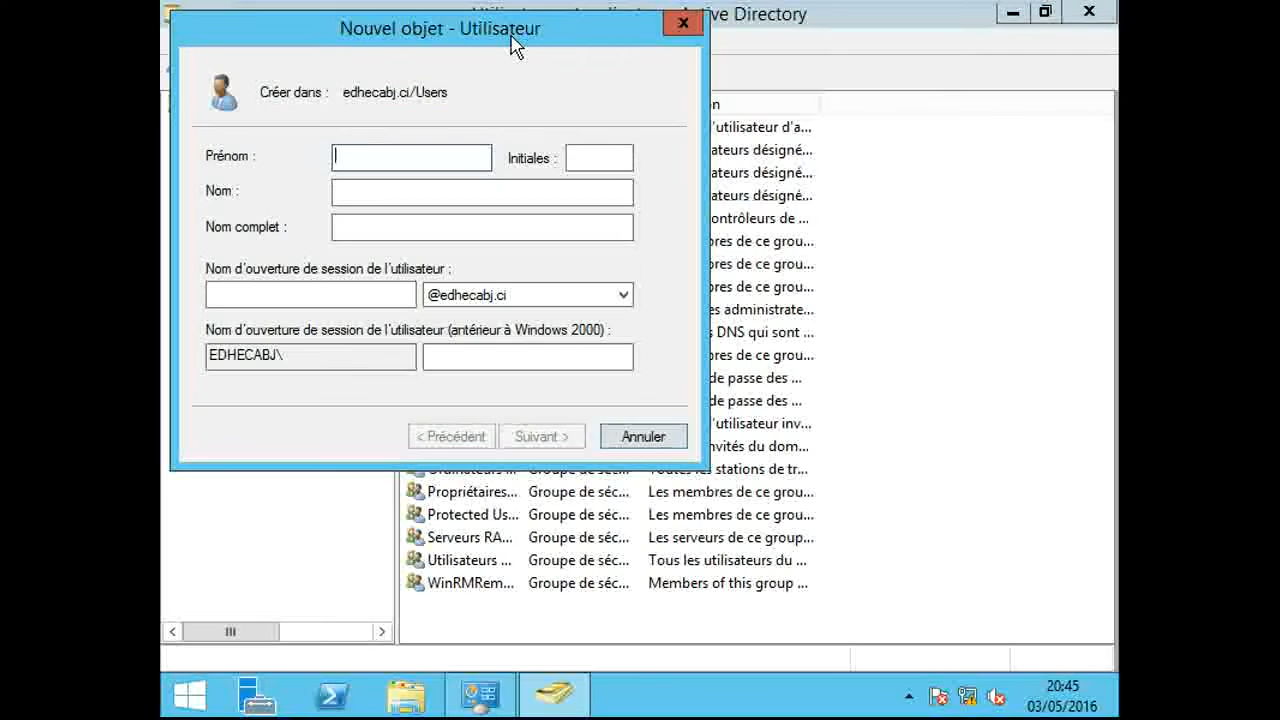 Nouvel objet - Utilisateur
Active Directory
Créer dans : edhecabj.ci/Users
Prénom :
Initiales :
Nom :
Nom complet :
Nom d'ouverture de session de l'utilisateur :
@edhecabj.ci
Nom d'ouverture de session de l'utilisateur (antérieur à Windows 2000) :
EDHECABJ\
< Précédent
Suivant >
Annuler
'utilisateur d'a...
ateurs désigné...
ateurs désigné...
ateurs désigné...
contrôleurs de ...
bres de ce grou...
bres de ce grou...
bres de ce grou...
es administrate...
s DNS qui sont ...
bres de ce grou...
de passe des ...
de passe des ...
'utilisateur inv...
nvités du dom...
Toutes les stations de tr...
Propriétaires... Groupe de séc... Les membres de ce grou...
Protected Us... Groupe de séc... Les membres de ce grou...
Serveurs RA... Groupe de séc... Les serveurs de ce group...
Utilisateurs ... Groupe de séc... Tous les utilisateurs du ...
WinRMRem... Groupe de séc... Members of this group ...
20:45
03/05/2016